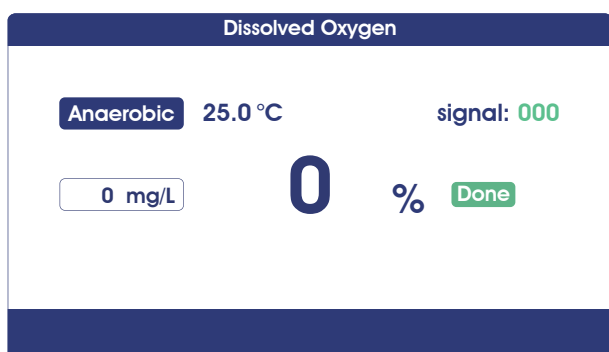 Dissolved Oxygen
Anaerobic 25.0 °C signal: 000
0 mg/L 0 % Done